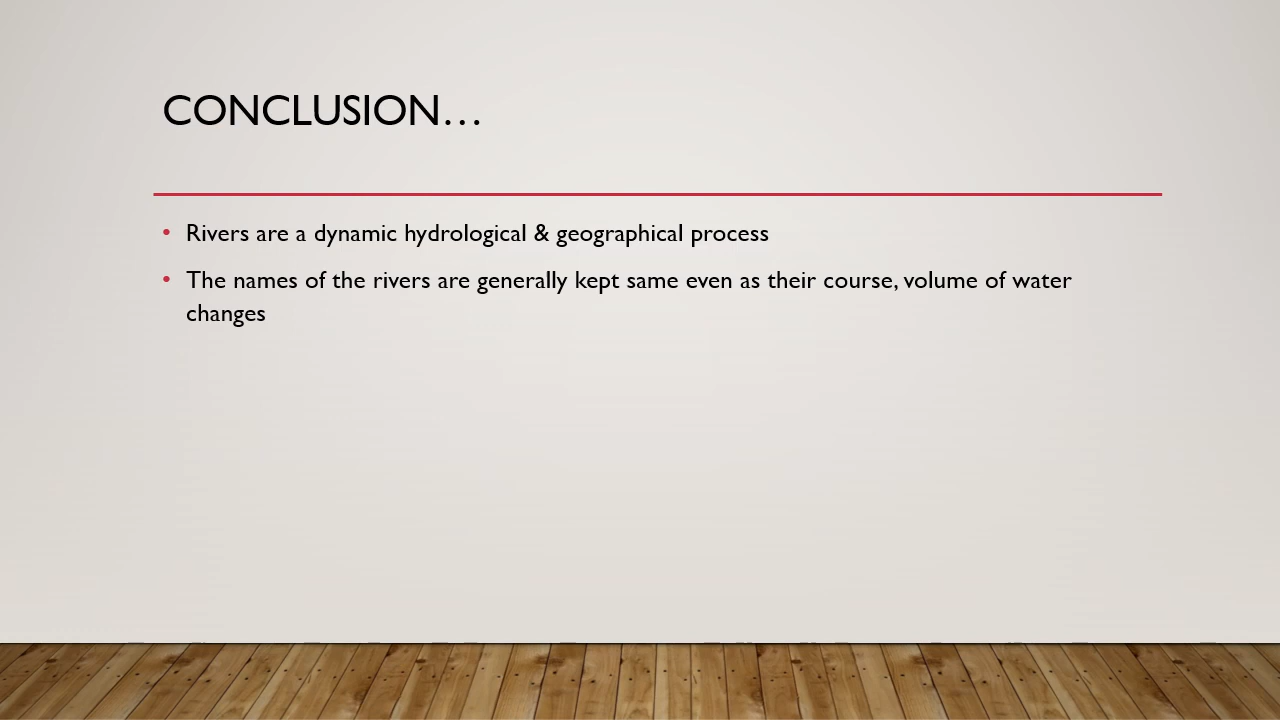 CONCLUSION…
• Rivers are a dynamic hydrological & geographical process
• The names of the rivers are generally kept same even as their course, volume of water
changes